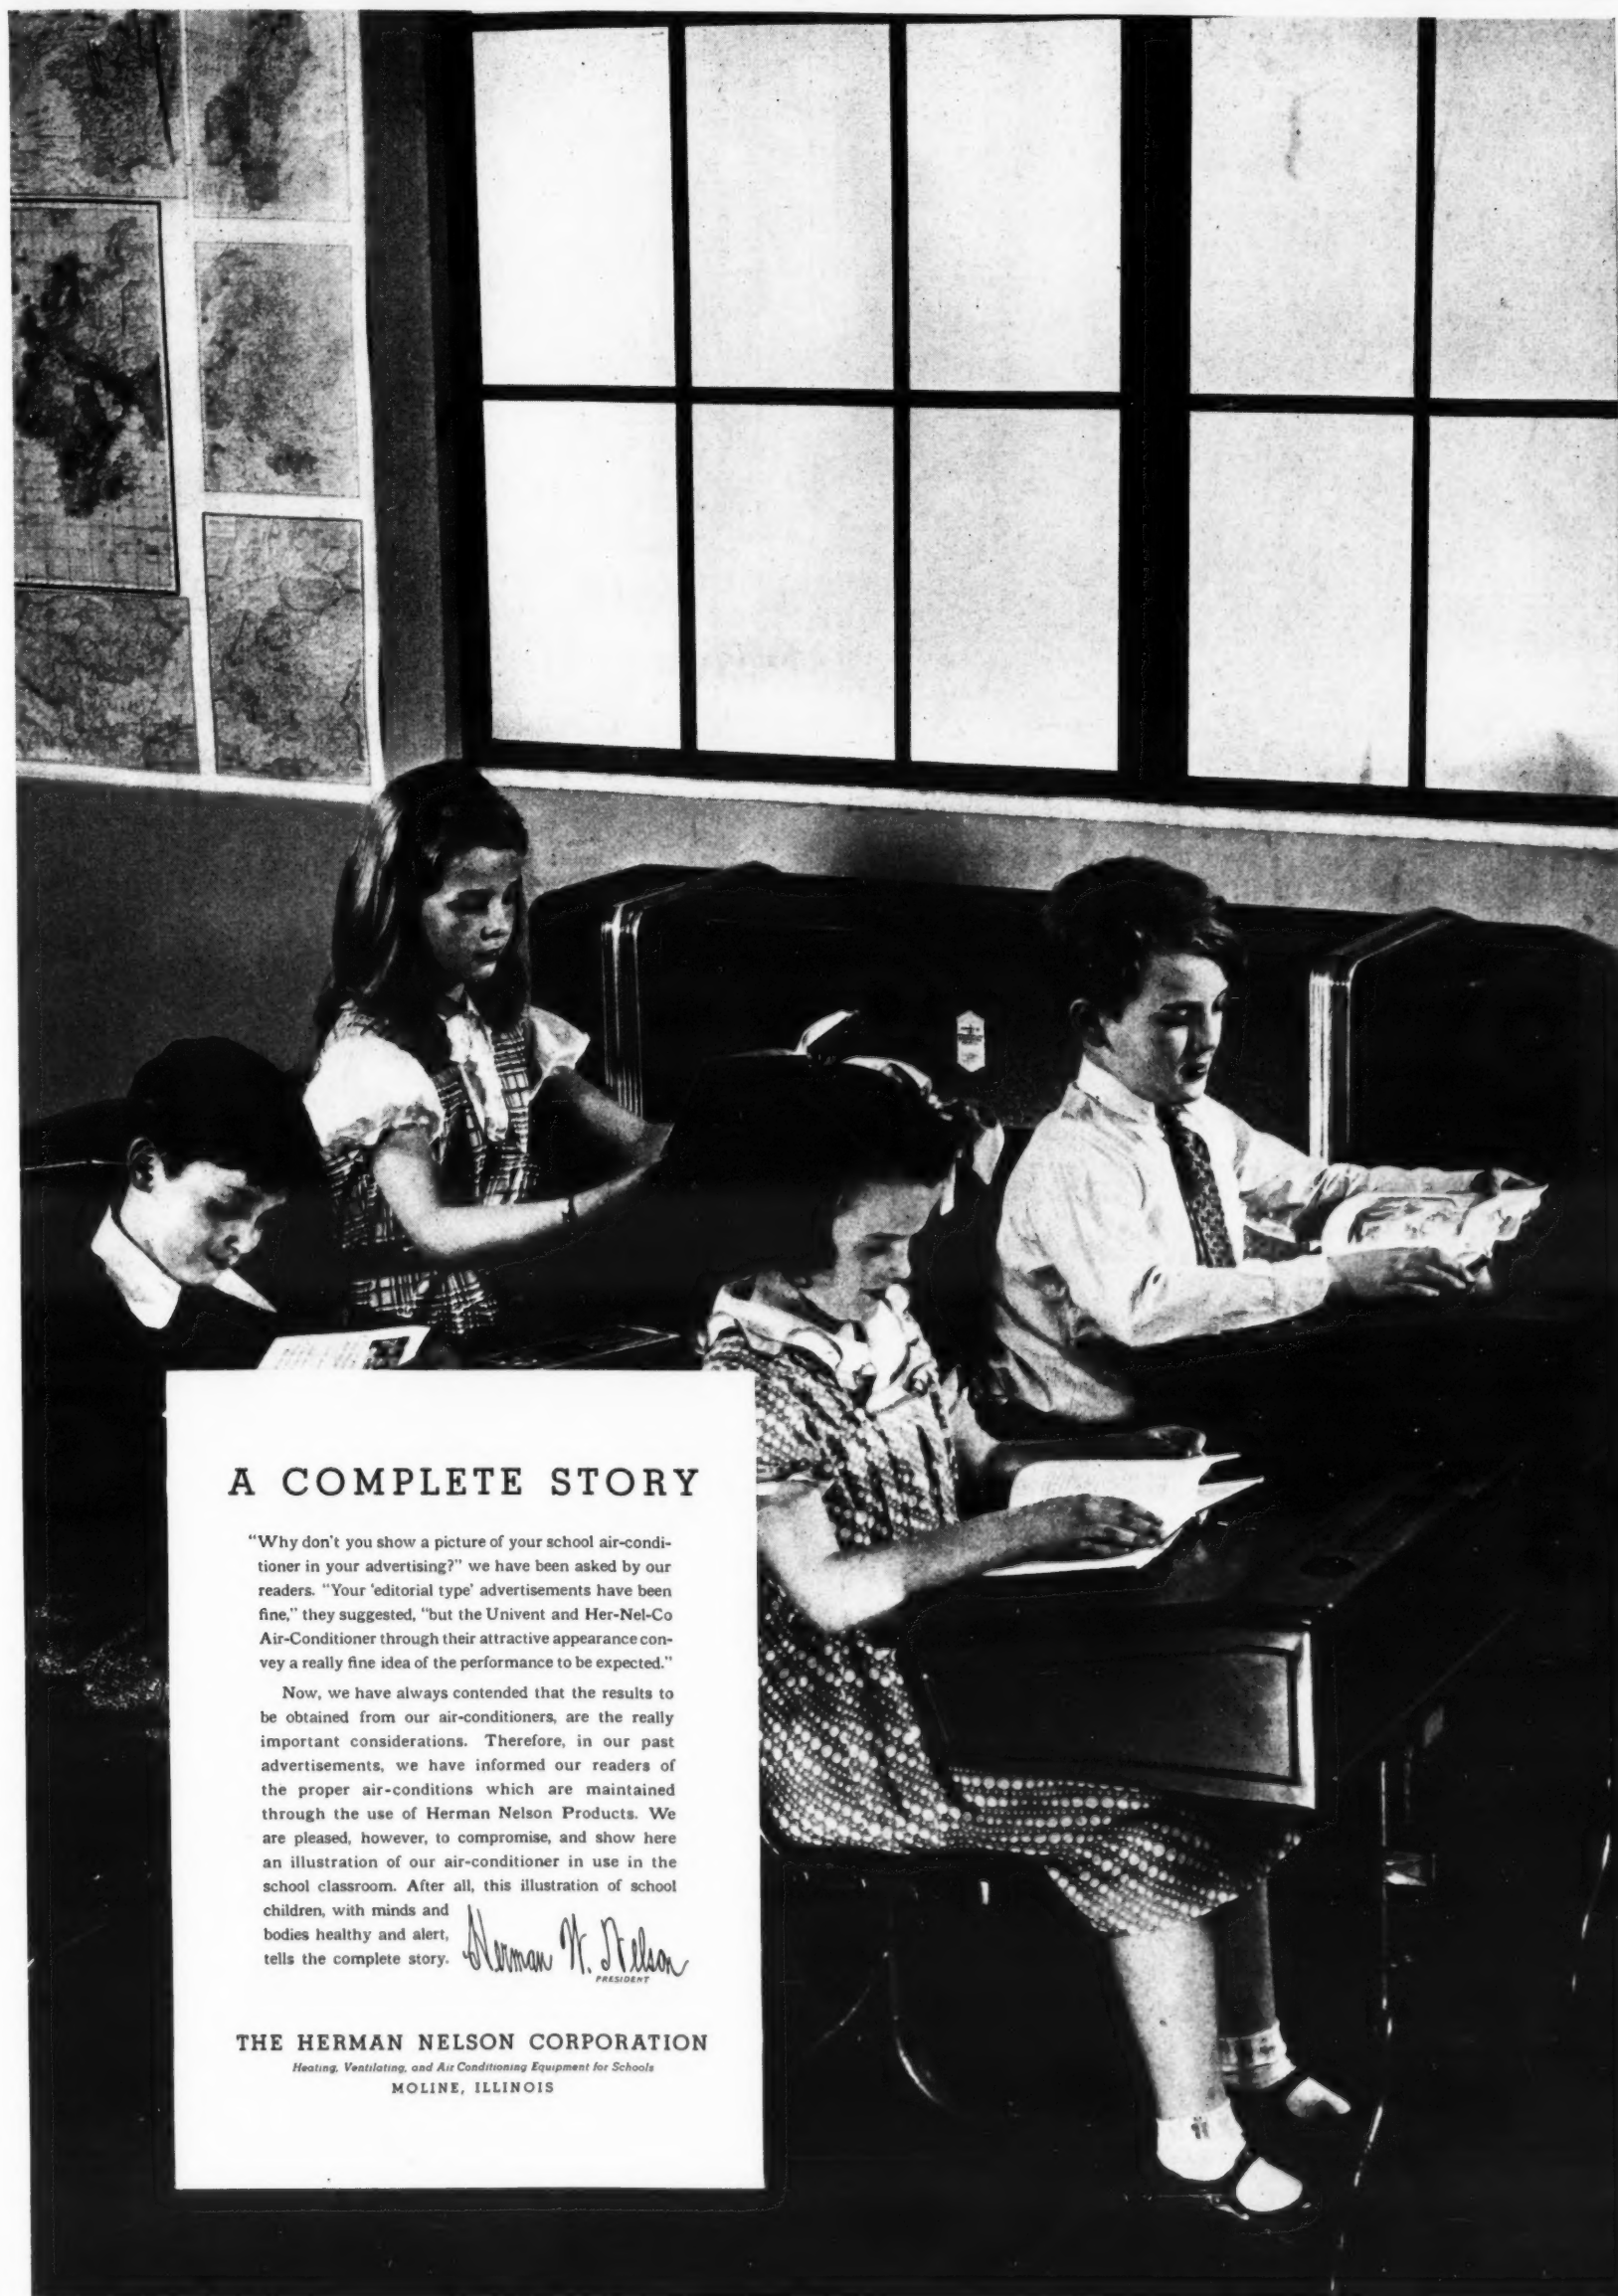 A COMPLETE STORY
“Why don't you show a picture of your school air-condi-
tioner in your advertising?” we have been asked by our
readers. “Your 'editorial type' advertisements have been
fine,” they suggested, “but the Univent and Her-Nel-Co
Air-Conditioner through their attractive appearance con-
vey a really fine idea of the performance to be expected.”
Now, we have always contended that the results to
be obtained from our air-conditioners, are the really
important considerations. Therefore, in our past
advertisements, we have informed our readers of
the proper air-conditions which are maintained
through the use of Herman Nelson Products. We
are pleased, however, to compromise, and show here
an illustration of our air-conditioner in use in the
school classroom. After all, this illustration of school
children, with minds and
bodies healthy and alert,
tells the complete story.
Herman W. Nelson
PRESIDENT
THE HERMAN NELSON CORPORATION
Heating, Ventilating, and Air Conditioning Equipment for Schools
MOLINE, ILLINOIS